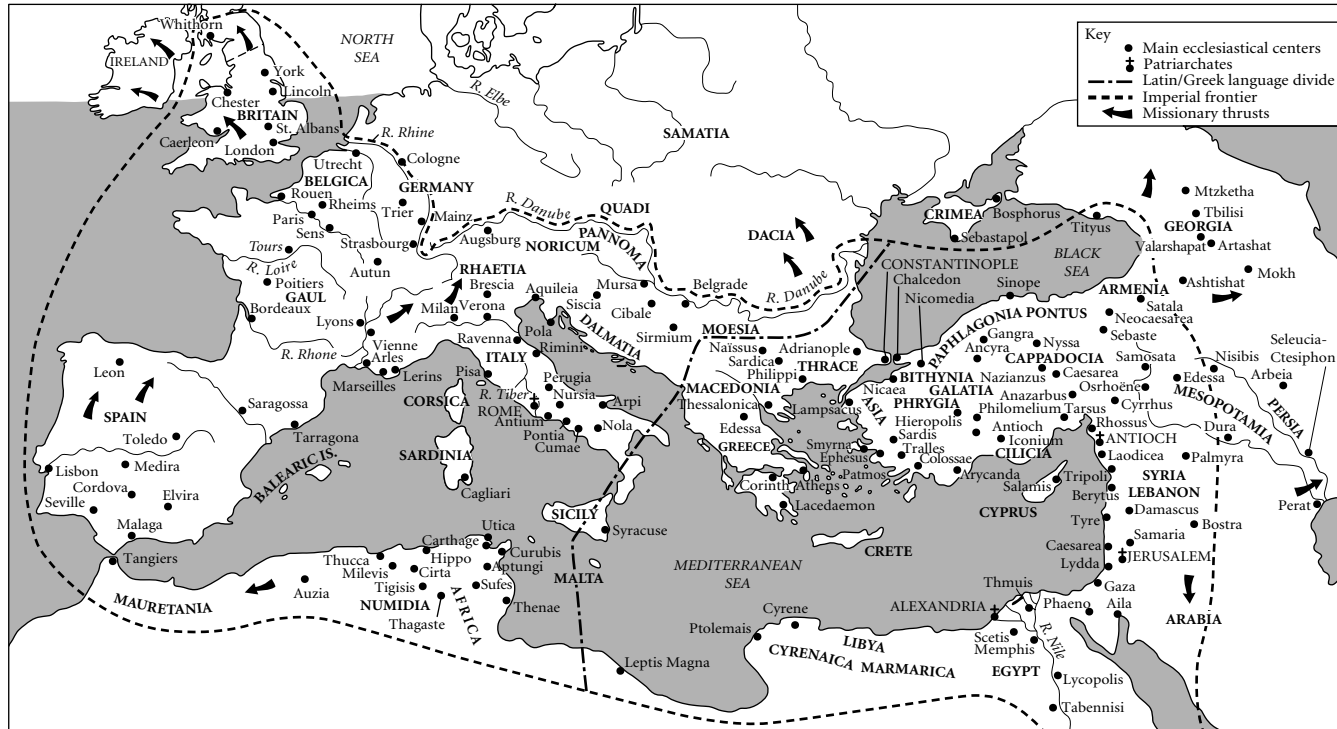 Key
Main ecclesiastical centers
Patriarchates
Latin/Greek language divide
Imperial frontier
Missionary thrusts
Whithorn
IRELAND
NORTH
SEA
York
Lincoln
Chester
BRITAIN
St. Albans
Caerleon
London
R. Elbe
R. Rhine
SAMATIA
Utrecht
Cologne
BELGICA
GERMANY
Rouen
Rheims
Trier
Paris
Mainz
Sens
Strasbourg
Tours
Autun
R. Loire
Poitiers
GAUL
Bordeaux
Lyons
R. Rhone
Vienne
Arles
Marseilles
Lerins
R. Danube
QUADI
Augsburg
NORICUM
PANNOMA
RHAETIA
Brescia
Milan
Verona
Aquileia
Mursa
Siscia
Cibale
Belgrade
Sirmium
Pola
DALMATIA
Ravenna
Rimini
ITALY
Pisa
Perugia
R. Tiber
Nursia
ROME
Arpi
Antium
Nola
Pontia
Cumae
CORSICA
SARDINIA
Cagliari
SICILY
Syracuse
MALTA
Leon
SPAIN
Saragossa
Toledo
Tarragona
BALEARIC IS.
Lisbon
Medira
Cordova
Elvira
Seville
Malaga
Tangiers
MAURETANIA
Auzia
Thucca
Milevis
Tigisis
Cirta
Hippo
Carthage
Utica
Curubis
Aptungi
Sufes
Thenae
NUMIDIA
Thagaste
AFRICA
Leptis Magna
DACIA
R. Danube
MOESIA
Naïssus
Sardica
Adrianople
THRACE
Philippi
MACEDONIA
Thessalonica
Edessa
GREECE
Corinth
Athens
Lacedaemon
CRETE
MEDITERRANEAN
SEA
CRIMEA
Bosphorus
Sebastapol
Tityus
BLACK
SEA
CONSTANTINOPLE
Chalcedon
Nicomedia
Sinope
Mtzketha
Tbilisi
GEORGIA
Valarshapat
Artashat
Ashtishat
Mokh
ARMENIA
Satala
Neocaesarea
Sebaste
PAPHLAGONIA
PONTUS
Gangra
Nyssa
Ancyra
CAPPADOCIA
Samosata
Nisibis
Seleucia-
Ctesiphon
BITHYNIA
GALATIA
Nazianzus
Caesarea
Edessa
Arbeia
Nicaea
Osrhoëne
Lampsacus
ASIA
PHRYGIA
Anazarbus
Cyrrhus
MESOPOTAMIA
PERSIA
Hieropolis
Philomelium
Tarsus
Smyrna
Sardis
Antioch
Rhossus
Dura
Ephesus
Tralles
Iconium
ANTIOCH
Patmos
Colossae
CILICIA
Laodicea
Palmyra
Arycanda
Salamis
Tripoli
SYRIA
CYPRUS
Berytus
LEBANON
Perat
Tyre
Damascus
Bostra
Samaria
Caesarea
JERUSALEM
Lydda
Gaza
Thmuis
ALEXANDRIA
Phaeno
Aila
ARABIA
Cyrene
Ptolemais
LIBYA
CYRENAICA
MARMARICA
Scetis
Memphis
R. Nile
EGYPT
Lycopolis
Tabennisi